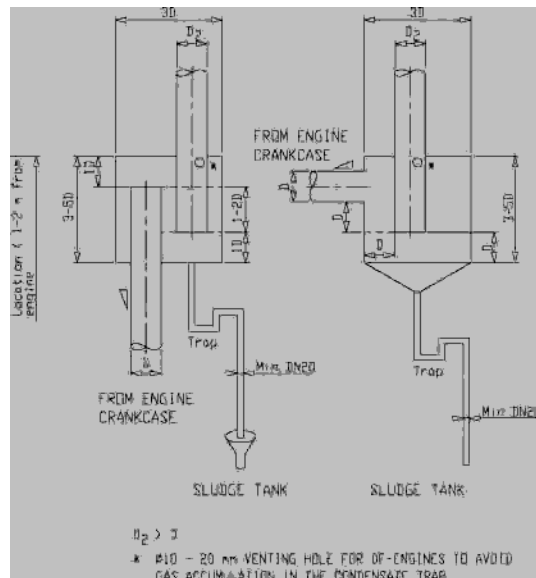 3D
D₂
FROM ENGINE
CRANKCASE
1D
3-5D
1-2D
1D
Location ( 1-2 m from
engine
*
Trap
Min DN20
FROM ENGINE
CRANKCASE
SLUDGE TANK
3D
D₂
*
D
D
D
D
3-5D
Trap
Min DN20
SLUDGE TANK
D₂ >
* Ø10 - 20 mm VENTING HOLE FOR DF-ENGINES TO AVOID
GAS ACCUMULATION IN THE CONDENSATE TRAP